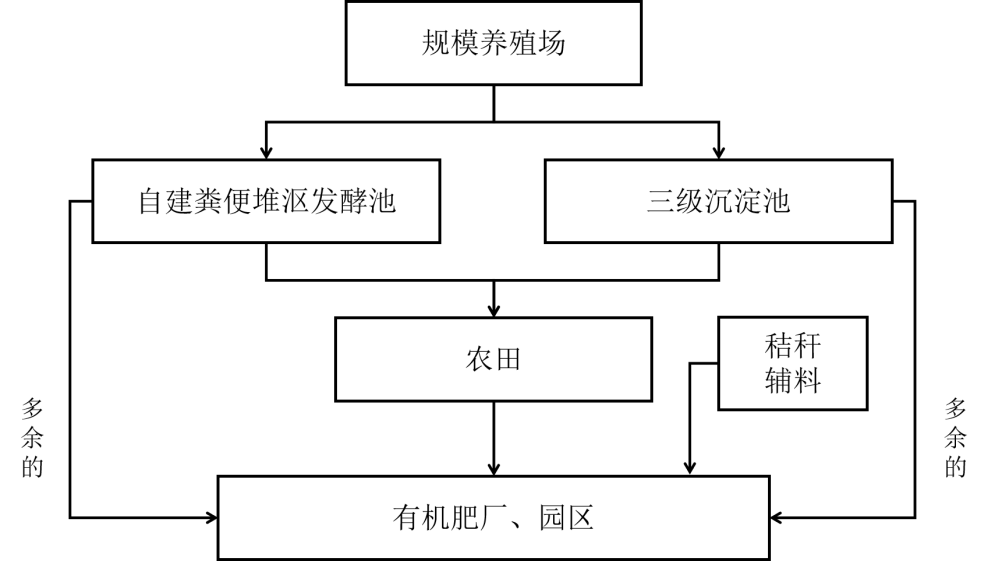 规模养殖场
自建粪便堆沤发酵池
三级沉淀池
农田
秸秆
辅料
多
余
的
多
余
的
有机肥厂、园区